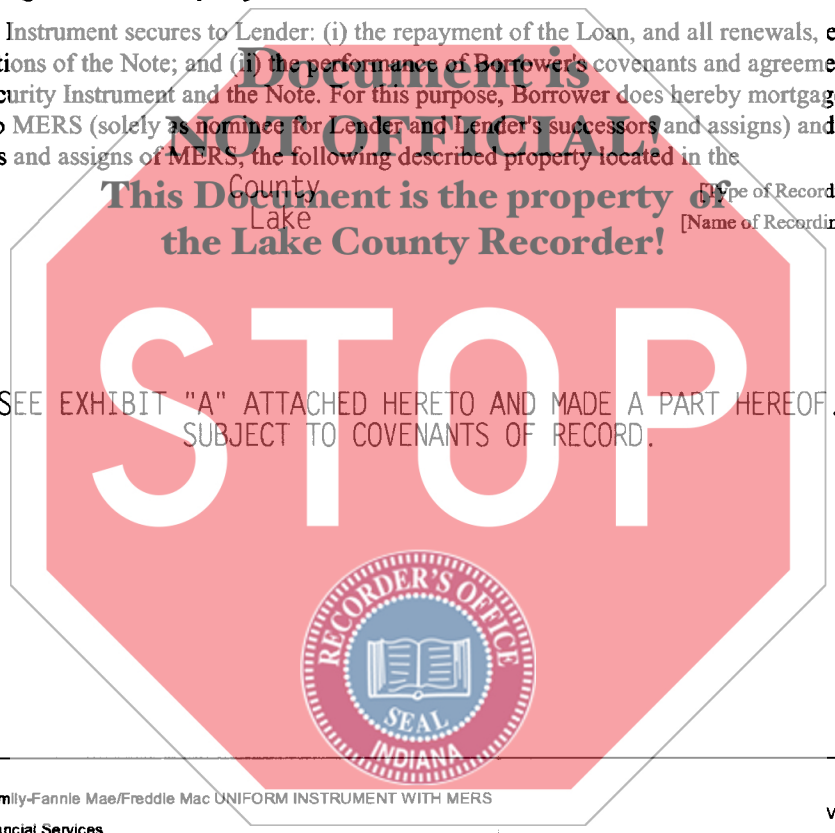 Instrument secures to Lender: (i) the repayment of the Loan, and all renewals,
tions of the Note; and (ii) the performance of Borrower's covenants and agreeme
curity Instrument and the Note. For this purpose, Borrower does hereby mortgag
MERS (solely as nominee for Lender and Lender's successors and assigns) and
s and assigns of MERS, the following described property located in the
County [Type of Record
Lake [Name of Recordin
Document is
NOT OFFICIAL!
This Document is the property of
the Lake County Recorder!
STOP
SEE EXHIBIT "A" ATTACHED HERETO AND MADE A PART HEREOF.
SUBJECT TO COVENANTS OF RECORD.
RECORDER'S OFFICE
SEAL
INDIANA
mily-Fannie Mae/Freddie Mac UNIFORM INSTRUMENT WITH MERS
ancial Services